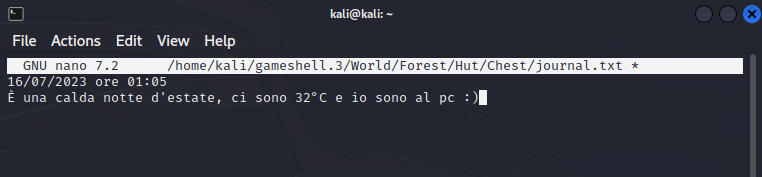 kali@kali: ~
File Actions Edit View Help
GNU nano 7.2 /home/kali/gameshell.3/World/Forest/Hut/Chest/journal.txt *
16/07/2023 ore 01:05
È una calda notte d'estate, ci sono 32°C e io sono al pc :)